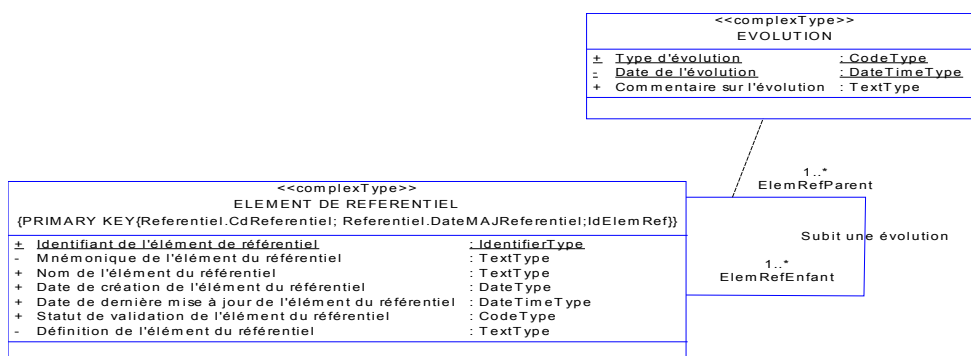 <<complexType>>
EVOLUTION
+ Type d'évolution : CodeType
- Date de l'évolution : DateTimeType
+ Commentaire sur l'évolution : TextType
1..*
ElemRefParent
Subit une évolution
1..*
ElemRefEnfant
<<complexType>>
ELEMENT DE REFERENTIEL
{PRIMARY KEY{Referentiel.CdReferentiel; Referentiel.DateMAJReferentiel;IdElemRef}}
+ Identifiant de l'élément de référentiel : IdentifierType
- Mnémonique de l'élément du référentiel : TextType
+ Nom de l'élément du référentiel : TextType
+ Date de création de l'élément du référentiel : DateType
+ Date de dernière mise à jour de l'élément du référentiel : DateTimeType
+ Statut de validation de l'élément du référentiel : CodeType
- Définition de l'élément du référentiel : TextType